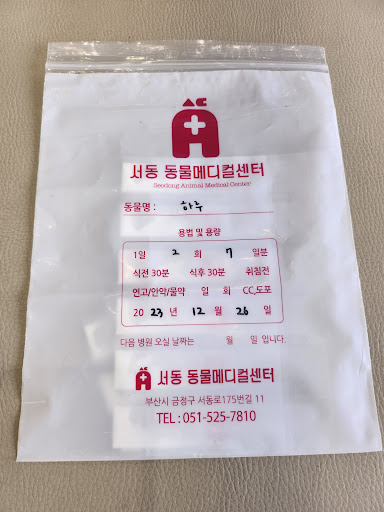 서동 동물메디컬센터
Seodong Animal Medical Center
동물명 : 하루
용법 및 용량
1일 2 회 7 일분
식전 30분 식후 30분 취침전
연고/안약/물약 일 회 CC,도포
20 23 년 12 월 26 일
다음 병원 오실 날짜는 월 일 입니다.
서동 동물메디컬센터
부산시 금정구 서동로175번길 11
TEL : 051-525-7810